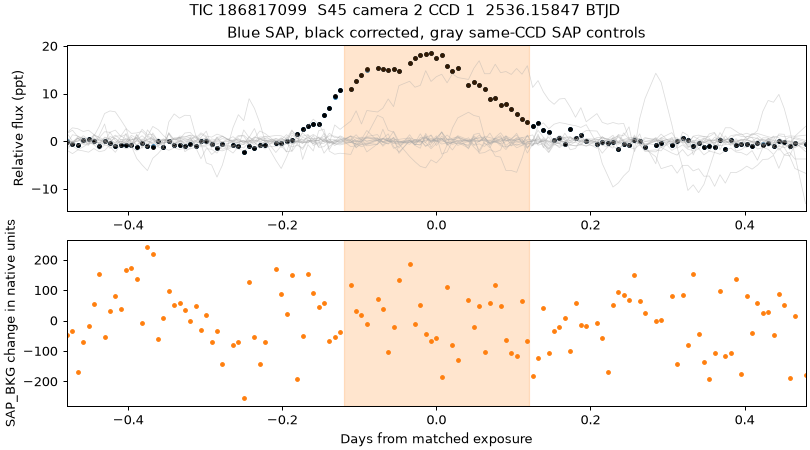 TIC 186817099 S45 camera 2 CCD 1 2536.15847 BTJD
Blue SAP, black corrected, gray same-CCD SAP controls
Relative flux (ppt)
20
10
0
−10
−0.4 −0.2 0.0 0.2 0.4
SAP_BKG change in native units
200
100
0
−100
−200
−0.4 −0.2 0.0 0.2 0.4
Days from matched exposure